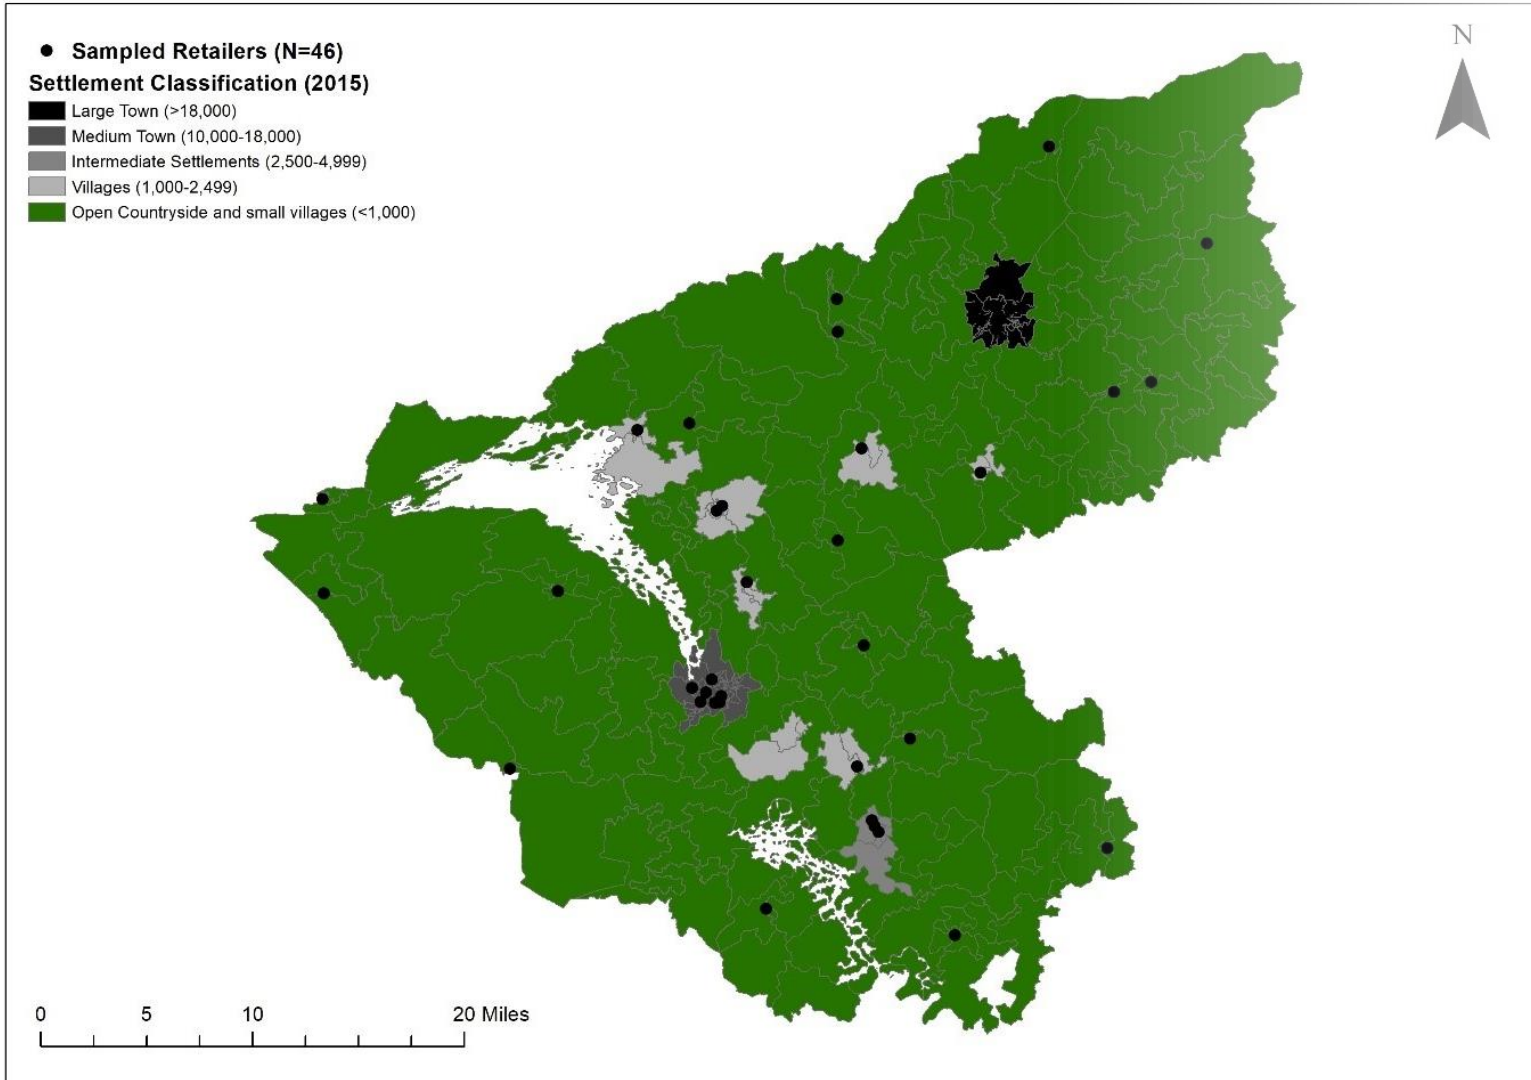 Sampled Retailers (N=46)
Settlement Classification (2015)
Large Town (>18,000)
Medium Town (10,000-18,000)
Intermediate Settlements (2,500-4,999)
Villages (1,000-2,499)
Open Countryside and small villages (<1,000)
N
0 5 10 20 Miles